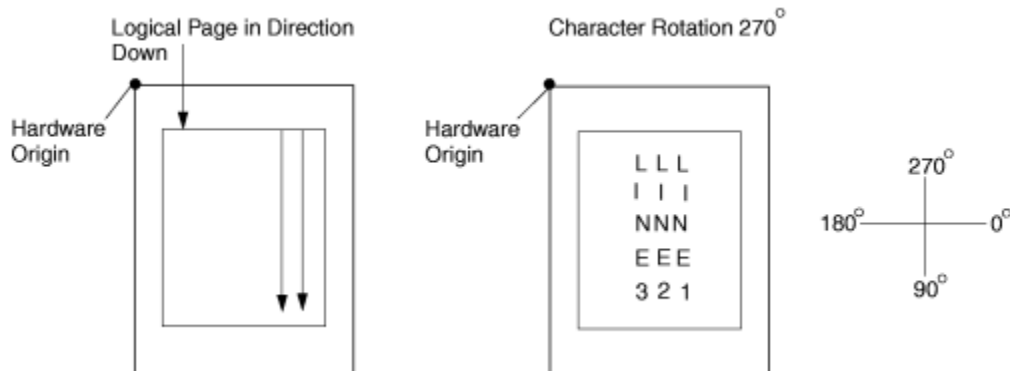 Logical Page in Direction
Down
Hardware
Origin
Character Rotation 270°
Hardware
Origin
L L L
I I I
N N N
E E E
3 2 1
270°
180°
0°
90°